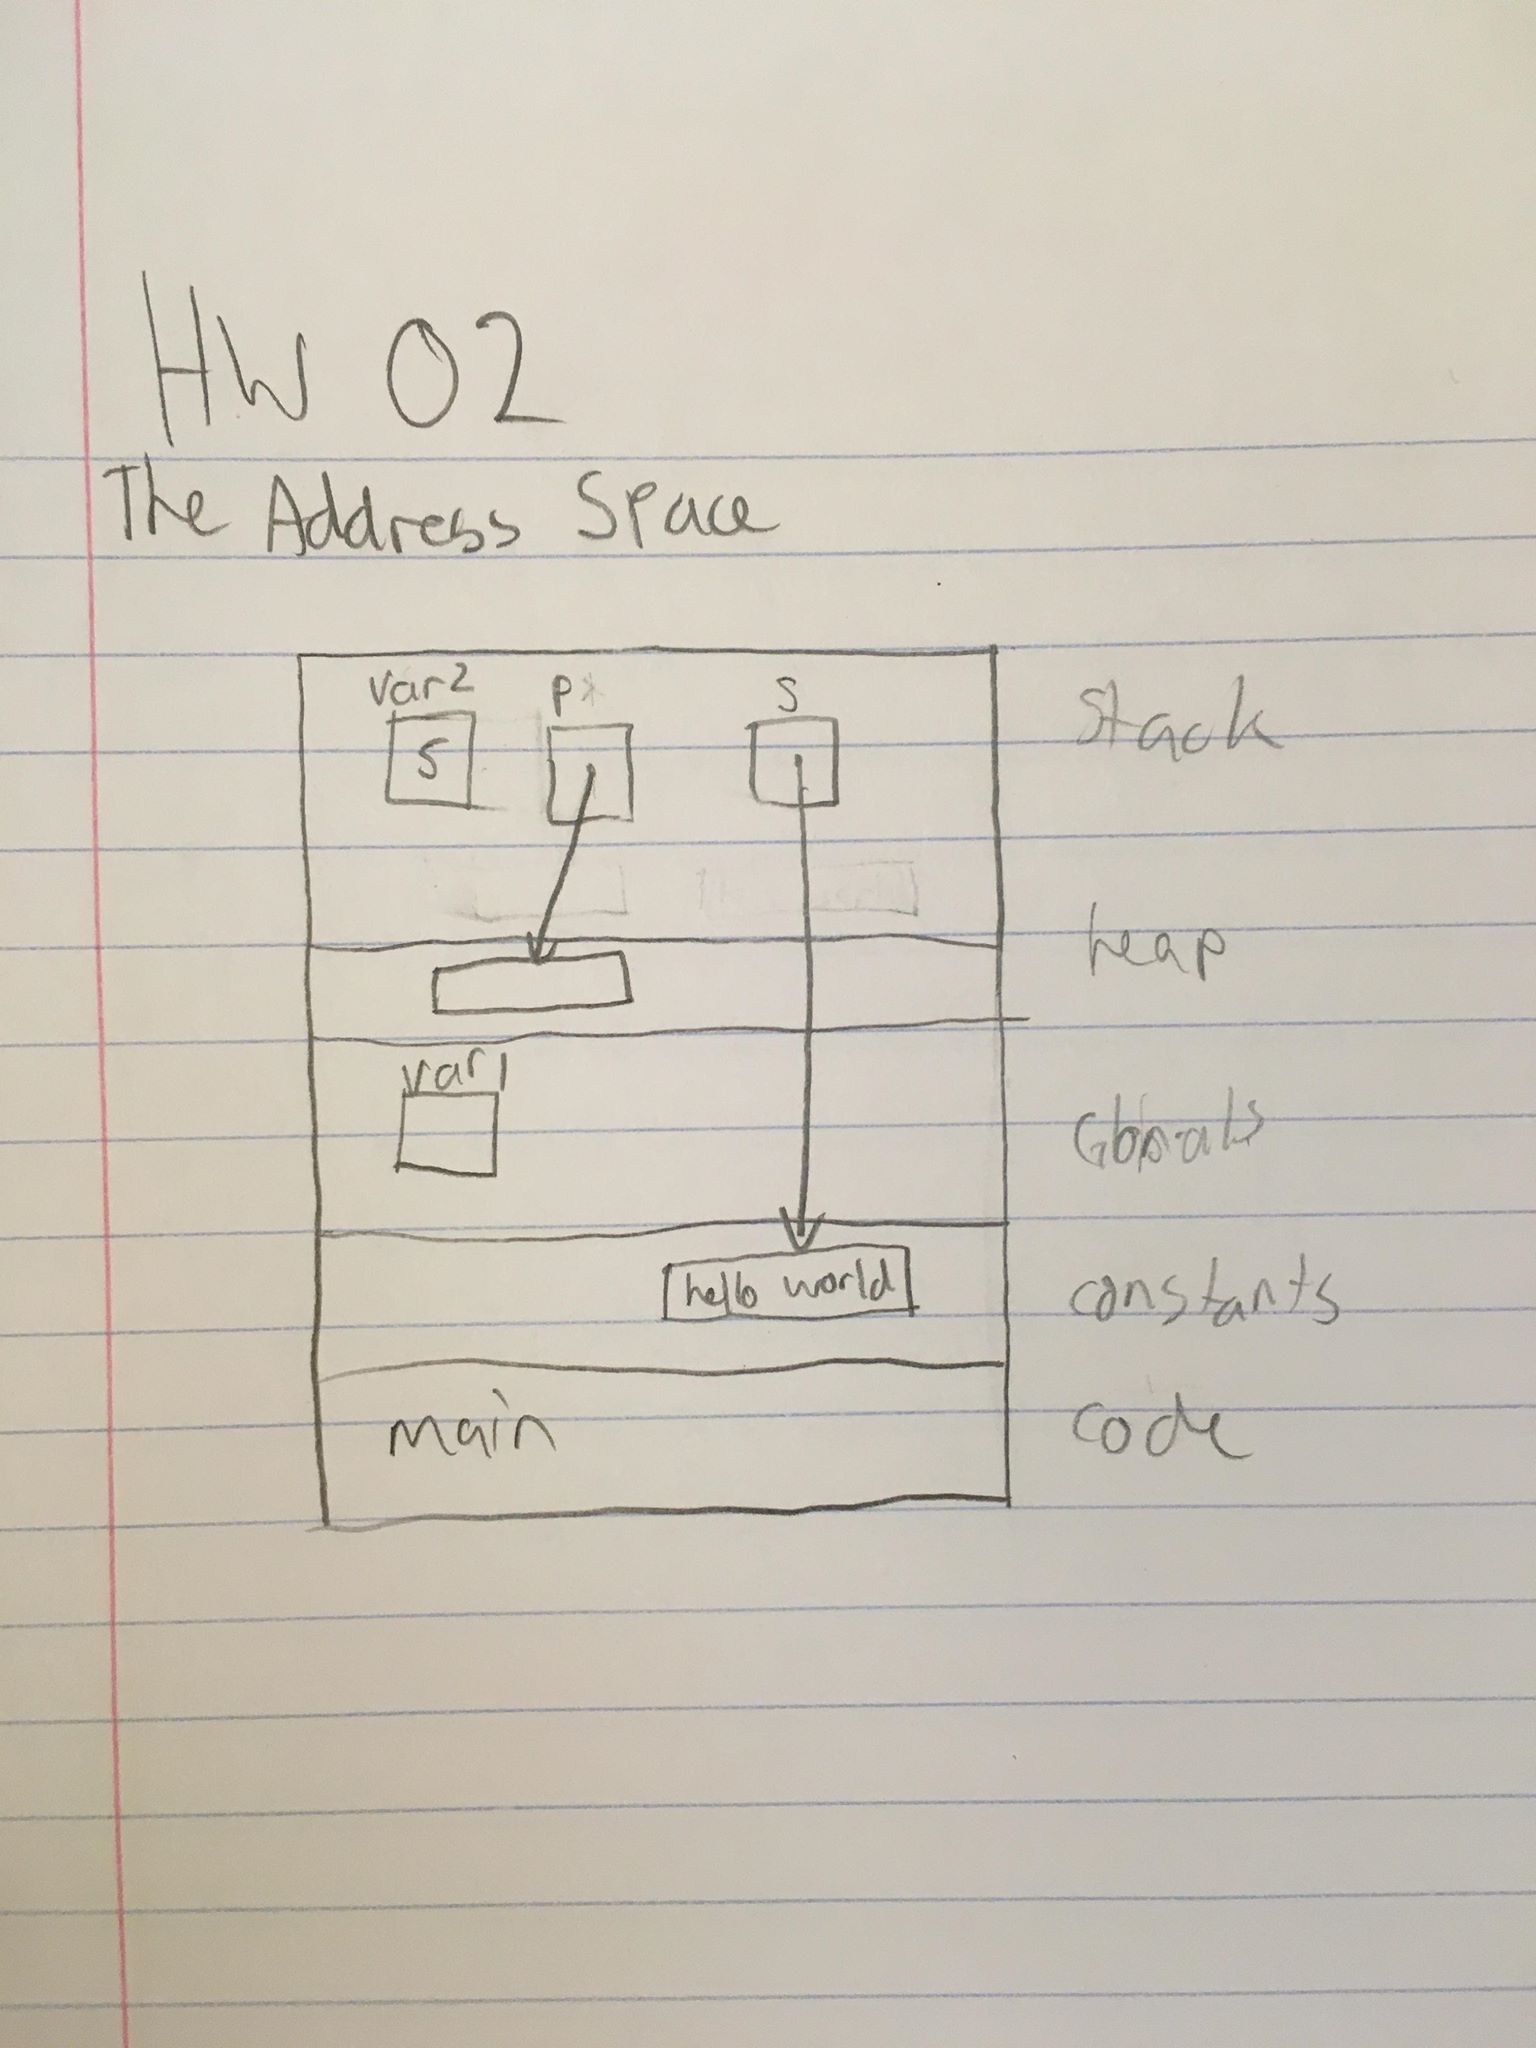 HW 02
The Address Space
var2 p* s stack
5
heap
var1
Globals
hello world constants
main code